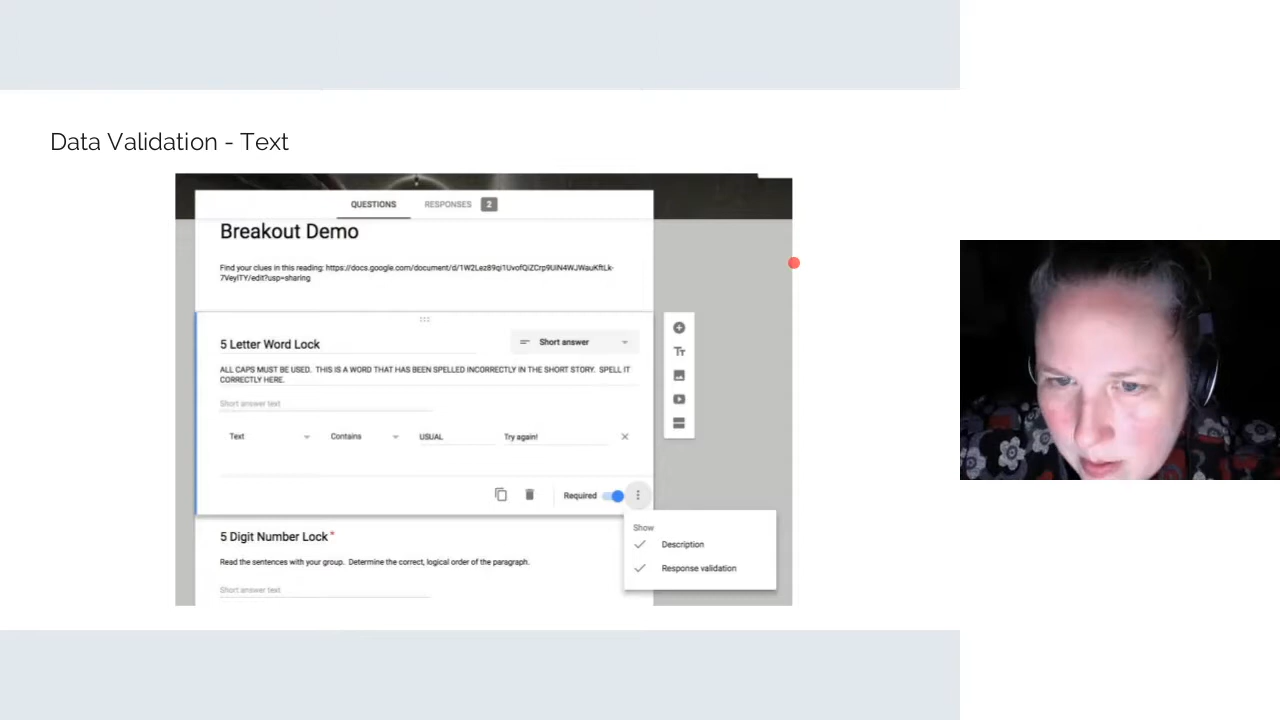 Data Validation - Text
QUESTIONS RESPONSES 2
Breakout Demo
Find your clues in this reading:
5 Letter Word Lock
Short answer
ALL CAPS MUST BE USED. THIS IS A WORD THAT HAS BEEN SPELLED INCORRECTLY IN THE SHORT STORY. SPELL IT
CORRECTLY HERE.
Short answer text
Text Contains USUAL Try again!
Required
Show
Description
Response validation
5 Digit Number Lock *
Read the sentences with your group. Determine the correct, logical order of the paragraph.
Short answer text